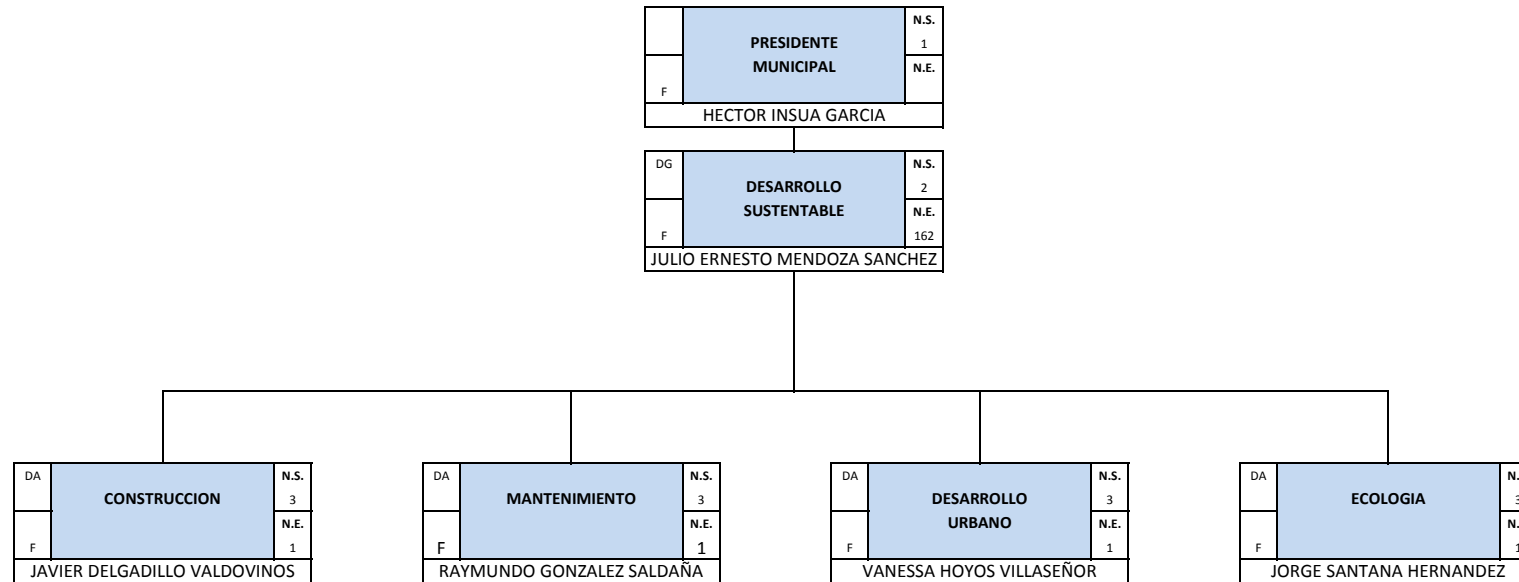 N.S.
PRESIDENTE
MUNICIPAL
1
N.E.
F
HECTOR INSUA GARCIA
DG
N.S.
DESARROLLO
SUSTENTABLE
2
N.E.
F
162
JULIO ERNESTO MENDOZA SANCHEZ
DA
N.S.
CONSTRUCCION
3
N.E.
F
1
JAVIER DELGADILLO VALDOVINOS
DA
N.S.
MANTENIMIENTO
3
N.E.
F
1
RAYMUNDO GONZALEZ SALDAÑA
DA
N.S.
DESARROLLO
URBANO
3
N.E.
F
1
VANESSA HOYOS VILLASEÑOR
DA
ECOLOGIA
F
JORGE SANTANA HERNANDEZ